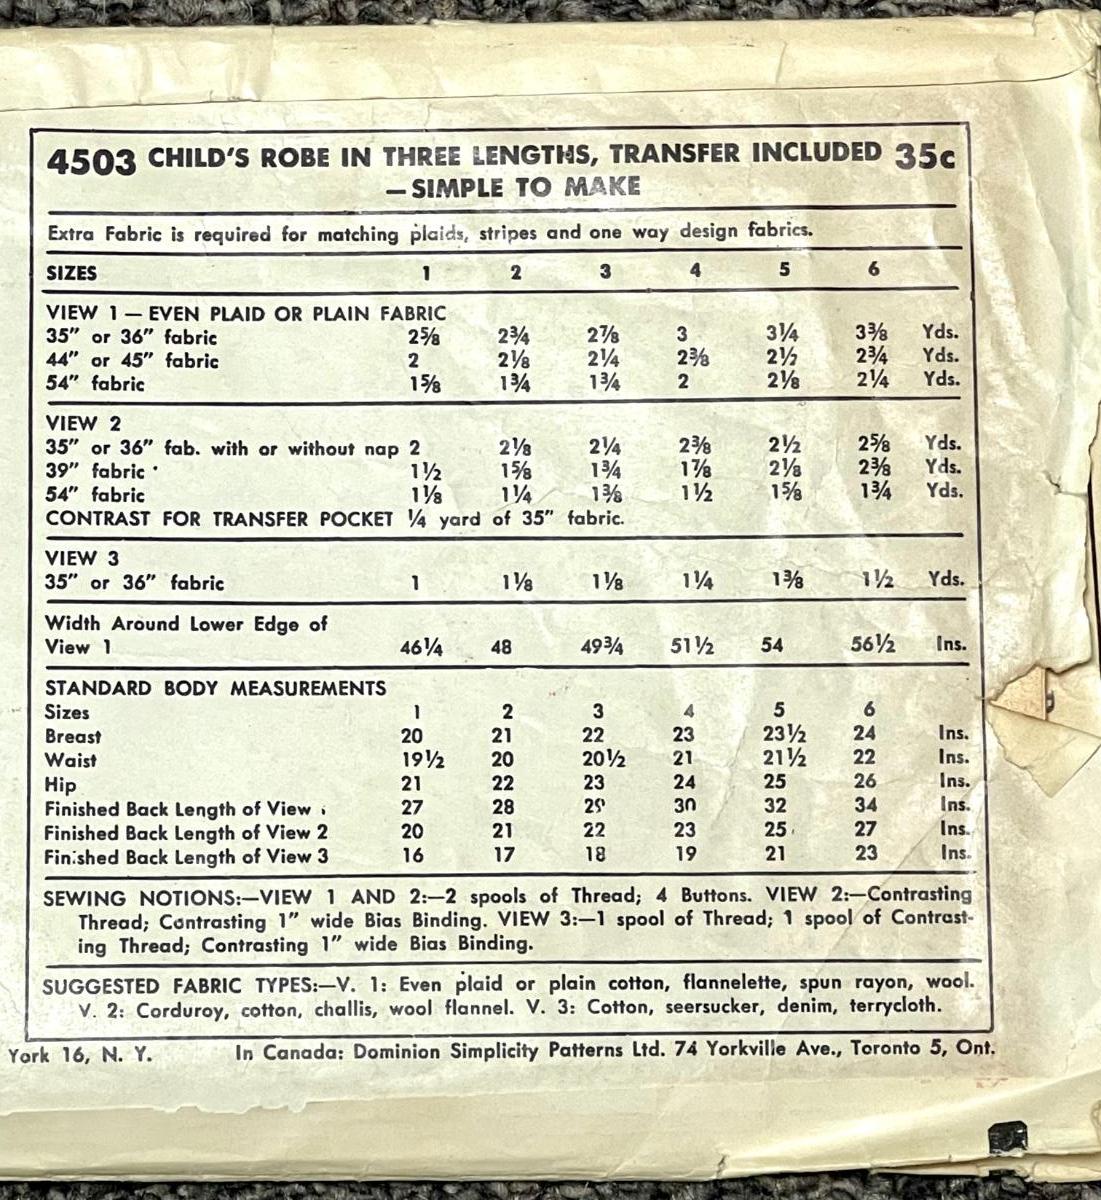 4503 CHILD'S ROBE IN THREE LENGTHS, TRANSFER INCLUDED 35c
—SIMPLE TO MAKE
Extra Fabric is required for matching plaids, stripes and one way design fabrics.
SIZES 1 2 3 4 5 6
VIEW 1 — EVEN PLAID OR PLAIN FABRIC
35" or 36" fabric 2⅝ 2¾ 2⅞ 3 3¼ 3⅜ Yds.
44" or 45" fabric 2 2⅛ 2¼ 2⅜ 2½ 2¾ Yds.
54" fabric 1⅝ 1¾ 1¾ 2 2⅛ 2¼ Yds.
VIEW 2
35" or 36" fab. with or without nap 2 2⅛ 2¼ 2⅜ 2½ 2⅝ Yds.
39" fabric 1½ 1⅝ 1¾ 1⅞ 2⅛ 2⅜ Yds.
54" fabric 1⅛ 1¼ 1⅜ 1½ 1⅝ 1¾ Yds.
CONTRAST FOR TRANSFER POCKET ¼ yard of 35" fabric.
VIEW 3
35" or 36" fabric 1 1⅛ 1⅛ 1¼ 1⅜ 1½ Yds.
Width Around Lower Edge of
View 1 46¼ 48 49¾ 51½ 54 56½ Ins.
STANDARD BODY MEASUREMENTS
Sizes 1 2 3 4 5 6
Breast 20 21 22 23 23½ 24 Ins.
Waist 19½ 20 20½ 21 21½ 22 Ins.
Hip 21 22 23 24 25 26 Ins.
Finished Back Length of View 27 28 29 30 32 34 Ins.
Finished Back Length of View 2 20 21 22 23 25 27 Ins.
Finished Back Length of View 3 16 17 18 19 21 23 Ins.
SEWING NOTIONS:—VIEW 1 AND 2:—2 spools of Thread; 4 Buttons. VIEW 2:—Contrasting
Thread; Contrasting 1" wide Bias Binding. VIEW 3:—1 spool of Thread; 1 spool of Contrast-
ing Thread; Contrasting 1" wide Bias Binding.
SUGGESTED FABRIC TYPES:—V. 1: Even plaid or plain cotton, flannelette, spun rayon, wool.
V. 2: Corduroy, cotton, challis, wool flannel. V. 3: Cotton, seersucker, denim, terrycloth.
York 16, N. Y. In Canada: Dominion Simplicity Patterns Ltd. 74 Yorkville Ave., Toronto 5, Ont.